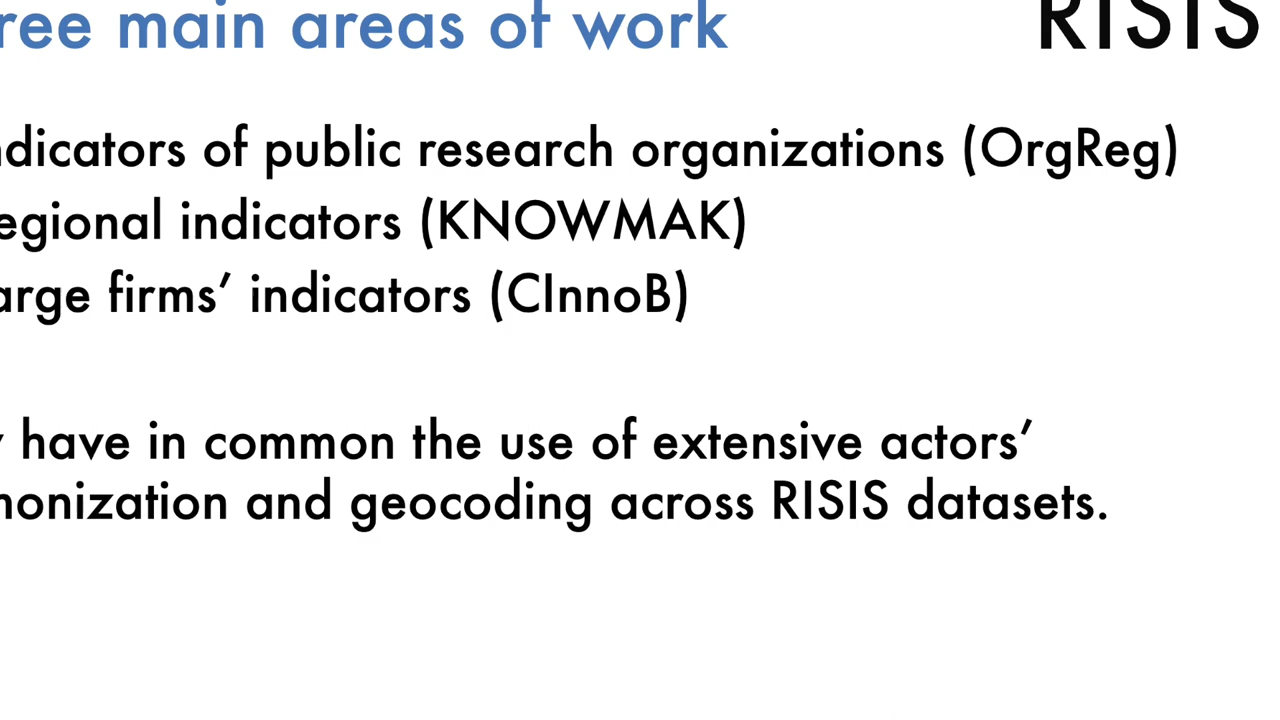 ree main areas of work RISIS
ndicators of public research organizations (OrgReg)
egional indicators (KNOWMAK)
arge firms’ indicators (CInnoB)
y have in common the use of extensive actors’
monization and geocoding across RISIS datasets.